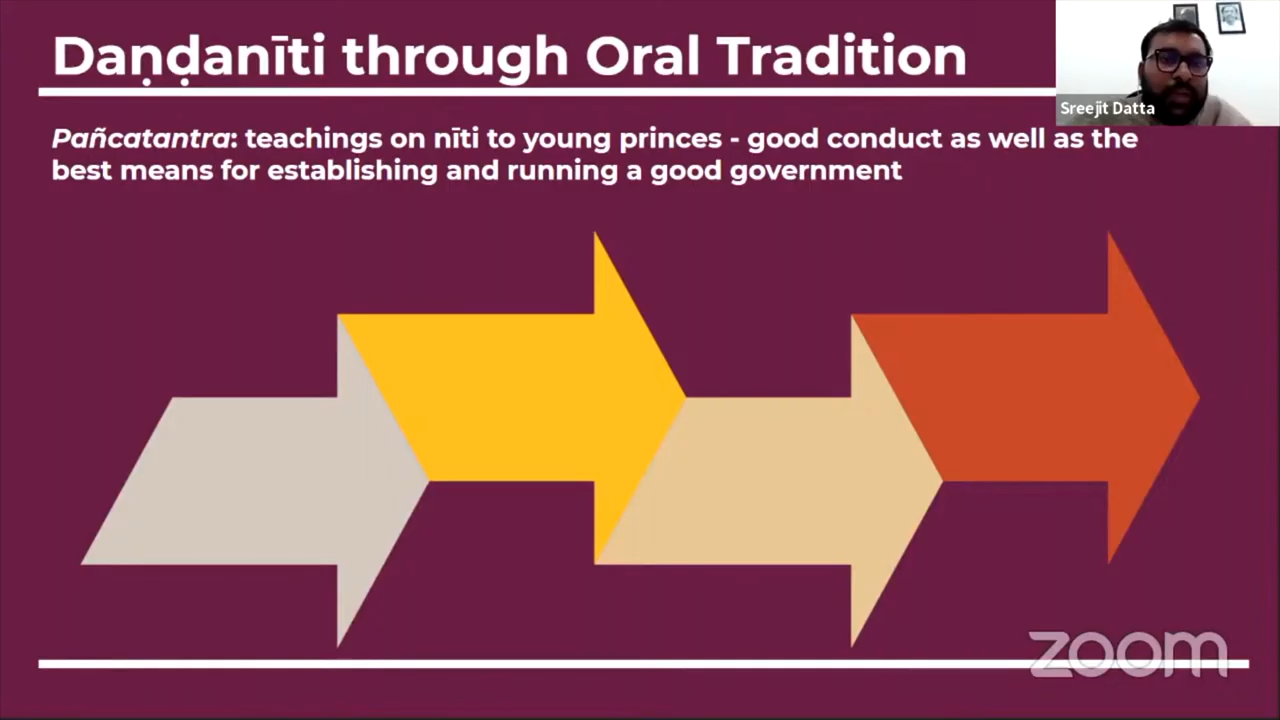 Daṇḍanīti through Oral Tradition
Sreejit Datta
Pañcatantra: teachings on nīti to young princes - good conduct as well as the
best means for establishing and running a good government
zoom